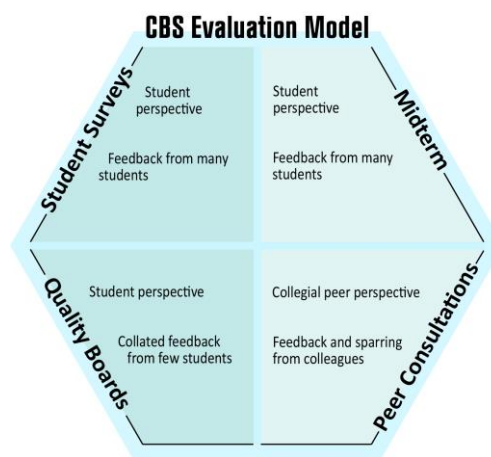 CBS Evaluation Model
Student Surveys
Student
perspective
Feedback from many
students
Midterm
Student
perspective
Feedback from many
students
Quality Boards
Student perspective
Collated feedback
from few students
Peer Consultations
Collegial peer perspective
Feedback and sparring
from colleagues